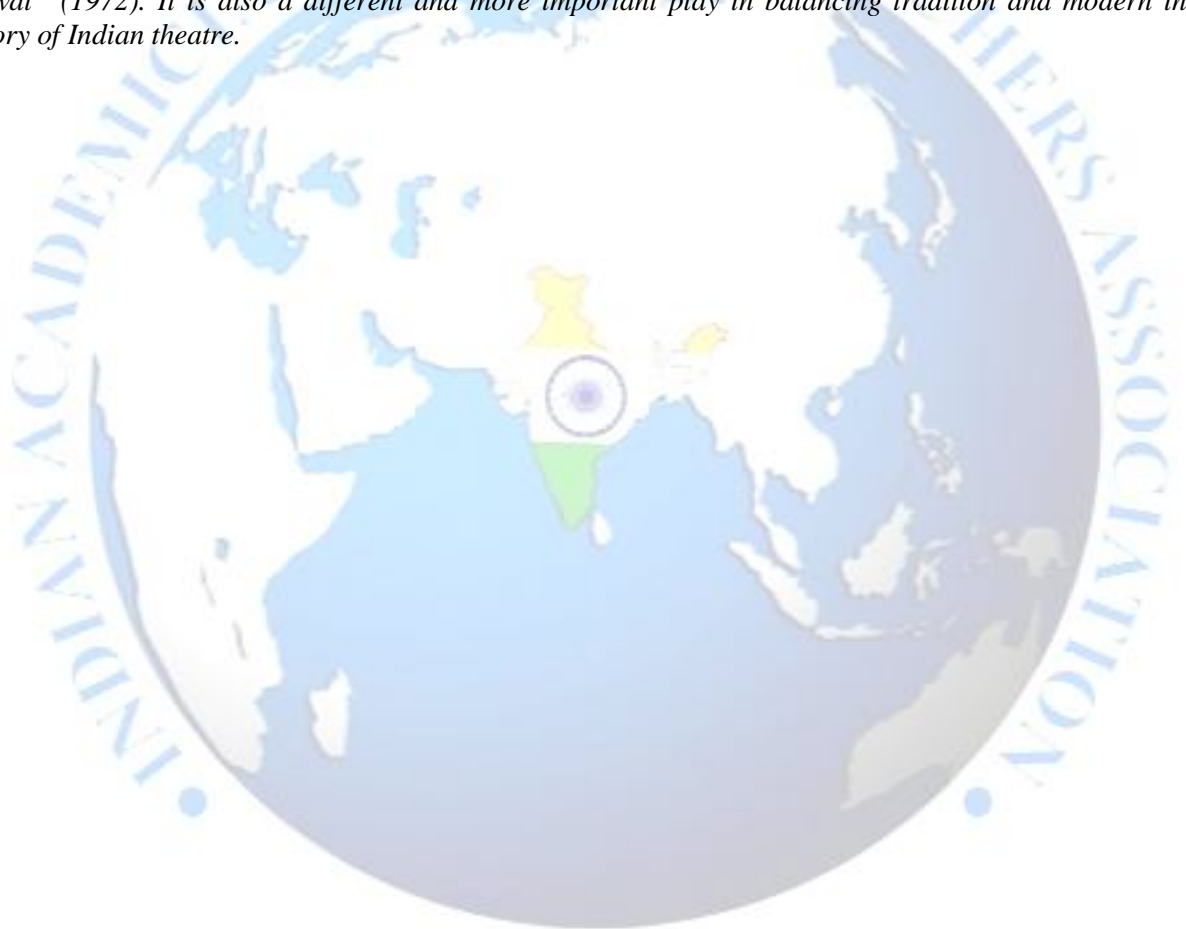 val" (1972). It is also a different and more important play in balancing tradition and modern in
ory of Indian theatre.
INDIAN ACADEMIC
HERS ASSOCIATION